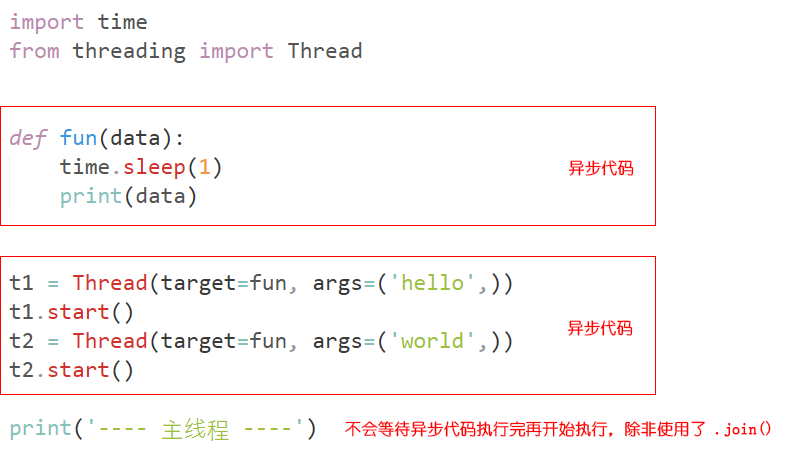 import time
from threading import Thread
def fun(data):
    time.sleep(1)
异步代码
    print(data)
t1 = Thread(target=fun, args=('hello',))
t1.start()
异步代码
t2 = Thread(target=fun, args=('world',))
t2.start()
print('---- 主线程 ----') 不会等待异步代码执行完再开始执行，除非使用了 .join()